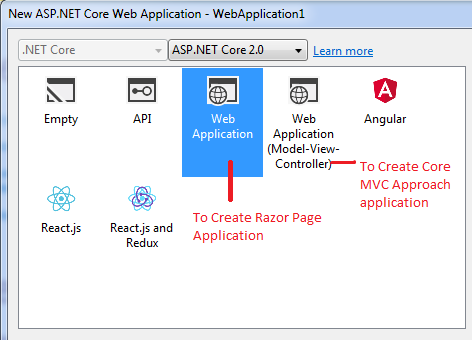 New ASP.NET Core Web Application - WebApplication1
.NET Core
ASP.NET Core 2.0
Learn more
Empty
API
Web
Application
Web
Application
(Model-View-
Controller)
Angular
To Create Core
MVC Approach
application
To Create Razor Page
Application
React.js
React.js and
Redux